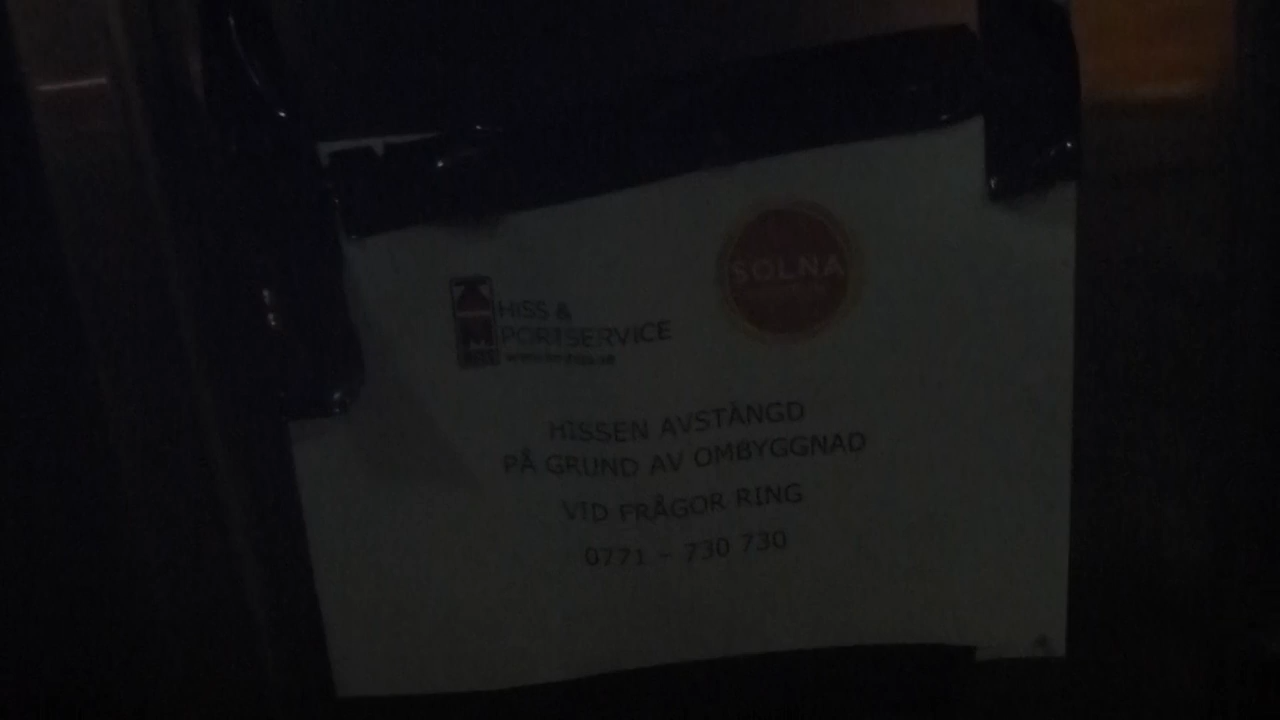 HISS &
PORTSERVICE
SOLNA
HISSEN AVSTÄNGD
PÅ GRUND AV OMBYGGNAD
VID FRÅGOR RING
0771 - 730 730